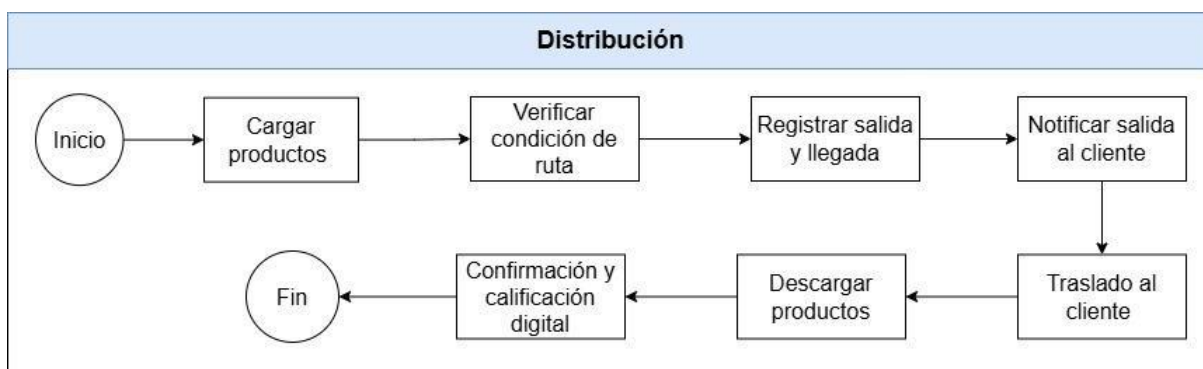 Distribución
Inicio
Cargar
productos
Verificar
condición de
ruta
Registrar salida
y llegada
Notificar salida
al cliente
Traslado al
cliente
Descargar
productos
Confirmación y
calificación
digital
Fin